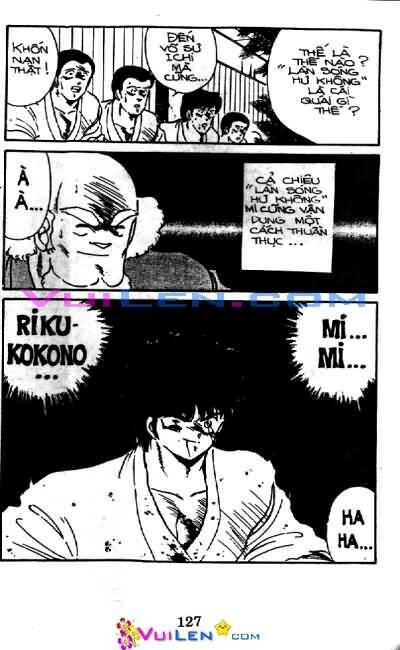 KHỐN
NẠN
THẬT!
ĐẾN
VÕ SƯ
ICHI
MÀ
CŨNG...
THẾ LÀ
THẾ NÀO?
"LÀN SÓNG
HƯ KHÔNG"
LÀ CÁI
QUÁI GÌ
THẾ?
À
À...
CẢ CHIÊU
"LÀN SÓNG
HƯ KHÔNG"
MI CŨNG VẬN
DỤNG MỘT
CÁCH THUẦN
THỤC...
VUILEN.COM
RIKU-
KOKONO
...
MI...
MI...
HA
HA...
127
VUILEN.COM